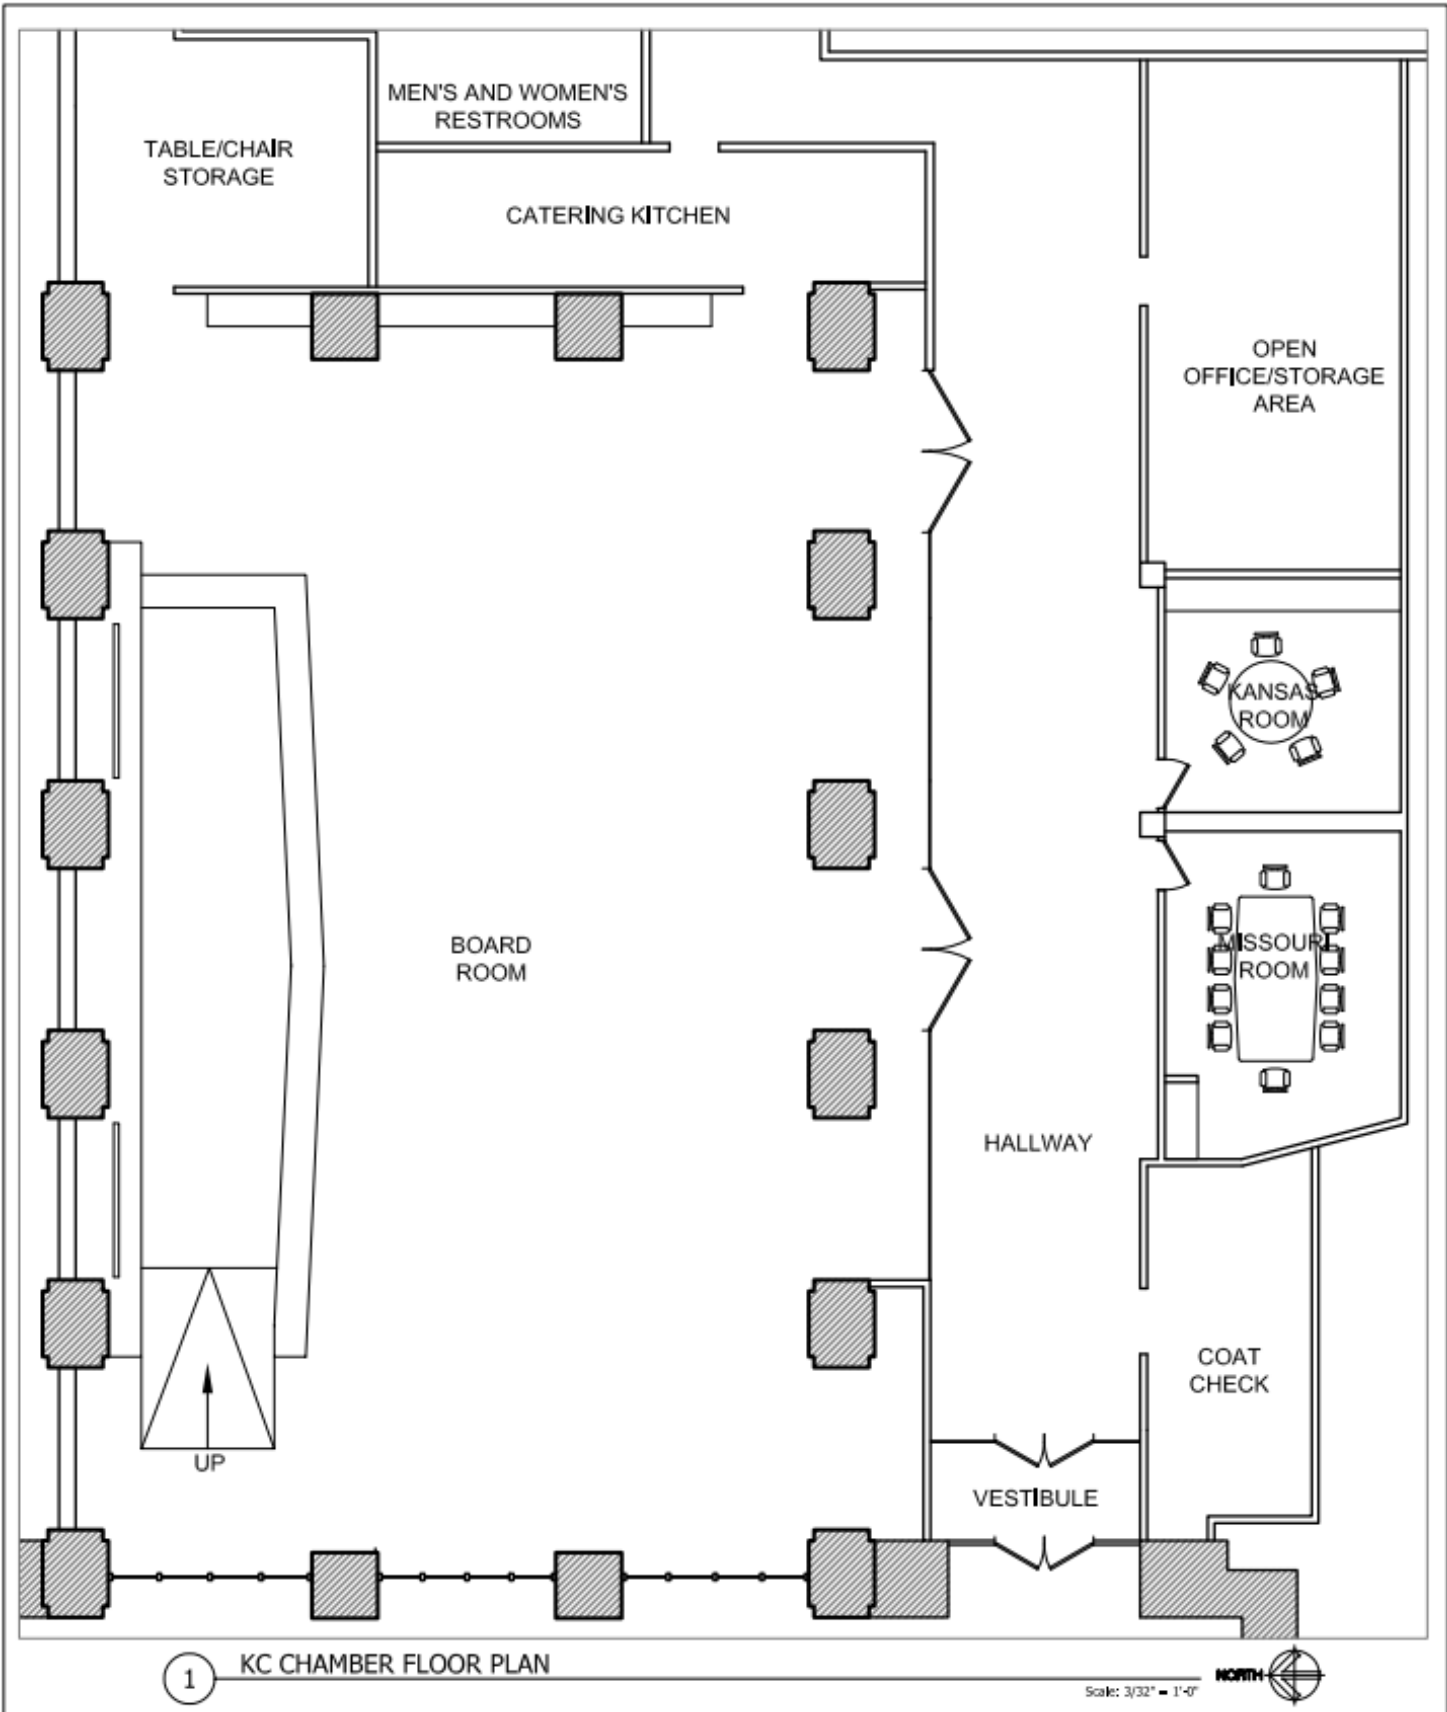 MEN'S AND WOMEN'S
RESTROOMS
TABLE/CHAIR
STORAGE
CATERING KITCHEN
OPEN
OFFICE/STORAGE
AREA
KANSAS
ROOM
BOARD
ROOM
MISSOURI
ROOM
HALLWAY
COAT
CHECK
UP
VESTIBULE
1
KC CHAMBER FLOOR PLAN
Scale: 3/32" = 1'-0"
NORTH